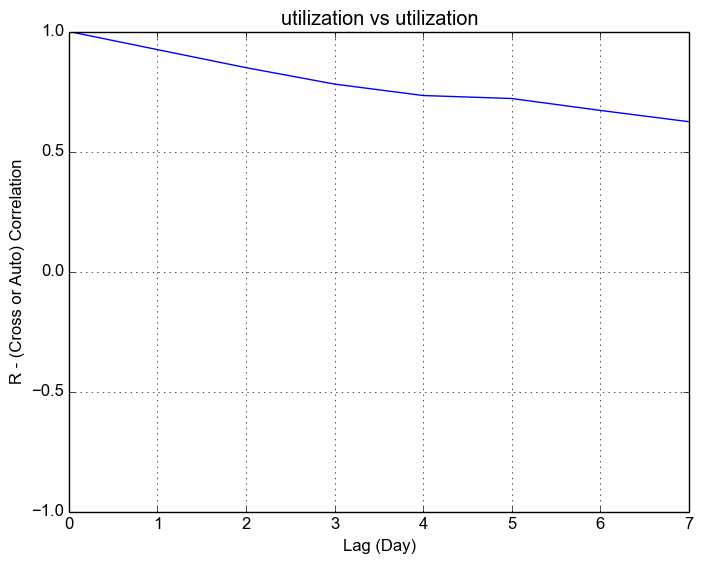 utilization vs utilization
1.0
0.5
0.0
−0.5
−1.0
R - (Cross or Auto) Correlation
0 1 2 3 4 5 6 7
Lag (Day)